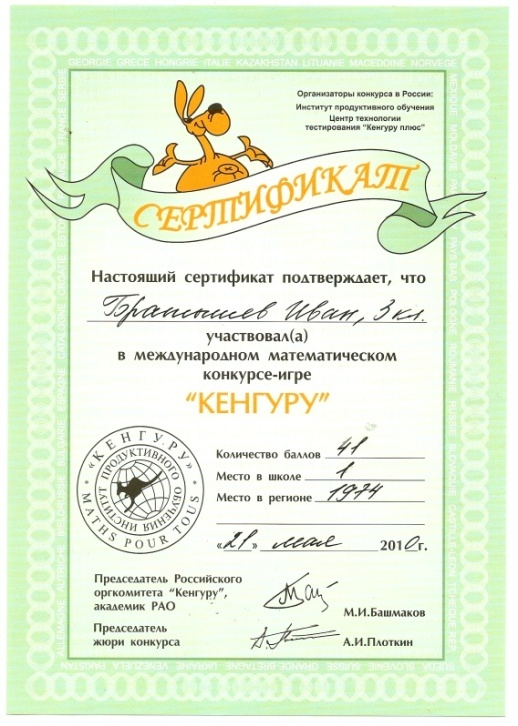 GEORGIE GRECE HONGRIE ITALIE KAZAKHSTAN LITUANIE MACEDOINE NORVEGE
Организаторы конкурса в России:
Институт продуктивного обучения
Центр технологии
тестирования "Кенгуру плюс"
СЕРТИФИКАТ
Настоящий сертификат подтверждает, что
Братышев Иван, 3 кл.
участвовал(а)
в международном математическом
конкурсе-игре
"КЕНГУРУ"
«КЕНГУРУ»
ИНСТИТУТ ПРОДУКТИВНОГО ОБУЧЕНИЯ
MATHS POUR TOUS
Количество баллов 41
Место в школе 1
Место в регионе 1974
«21» мая 2010г.
Председатель Российского
оргкомитета "Кенгуру",
академик РАО
М.И.Башмаков
Председатель
жюри конкурса
А.И.Плоткин